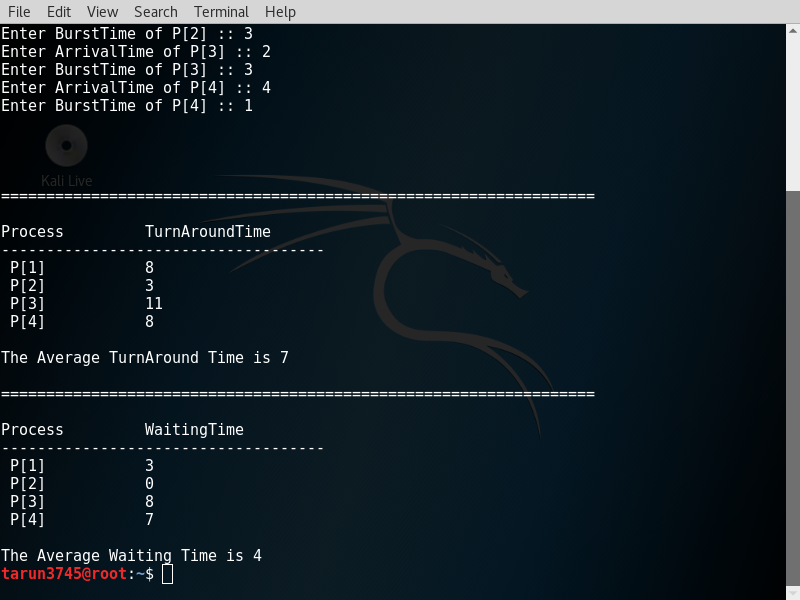 File Edit View Search Terminal Help
Enter BurstTime of P[2] :: 3
Enter ArrivalTime of P[3] :: 2
Enter BurstTime of P[3] :: 3
Enter ArrivalTime of P[4] :: 4
Enter BurstTime of P[4] :: 1
Kali Live
==================================================================
Process TurnAroundTime
------------------------------------
P[1] 8
P[2] 3
P[3] 11
P[4] 8
The Average TurnAround Time is 7
==================================================================
Process WaitingTime
------------------------------------
P[1] 3
P[2] 0
P[3] 8
P[4] 7
The Average Waiting Time is 4
tarun3745@root:~$